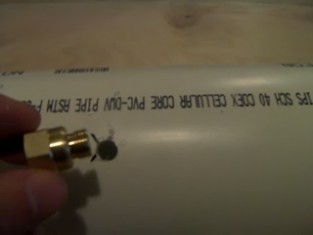 IPS SCH 40 COEX CELLULAR CORE PVC-DWV PIPE ASTM F